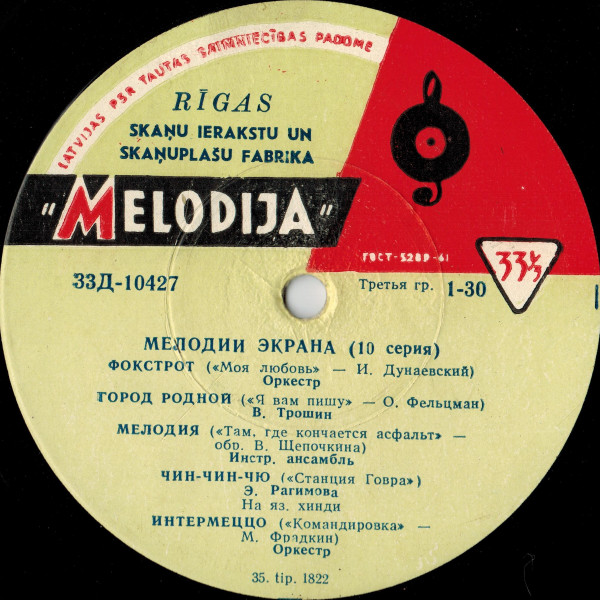 LATVIJAS PSR TAUTAS SAIMNIECĪBAS PADOME
RĪGAS
SKAŅU IERAKSTU UN
SKAŅUPLAŠU FABRIKA
"MELODIJA"
ГОСТ-5289-61
33Д-10427
Третья гр. 1-30
33⅓
МЕЛОДИИ ЭКРАНА (10 серия)
ФОКСТРОТ («Моя любовь» — И. Дунаевский)
Оркестр
ГОРОД РОДНОЙ («Я вам пишу» — О. Фельцман)
В. Трошин
МЕЛОДИЯ («Там, где кончается асфальт» —
обр. В. Щепочкина)
Инстр. ансамбль
ЧИН-ЧИН-ЧЮ («Станция Говра»)
Э. Рагимова
На яз. хинди
ИНТЕРМЕЦЦО («Командировка» —
М. Фрадкин)
Оркестр
35. tip. 1822